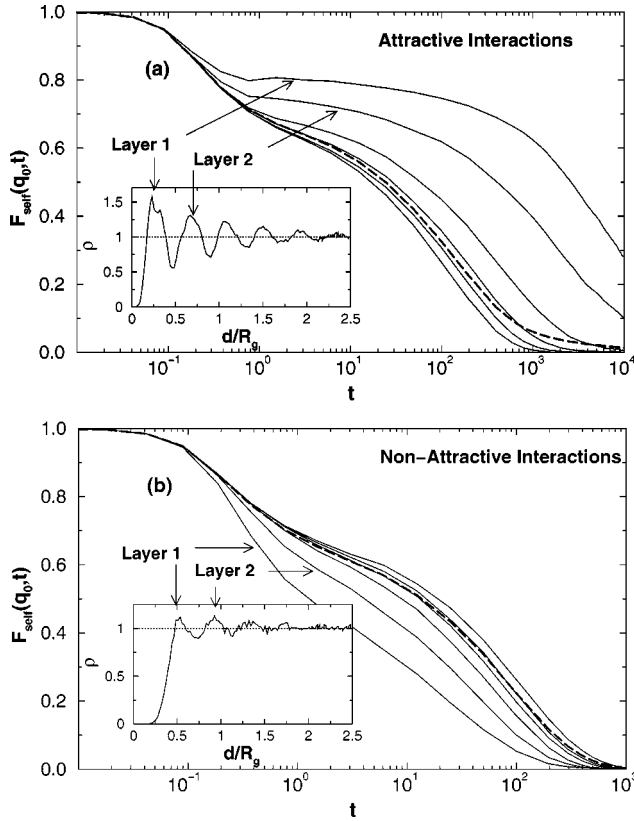 1.0
0.8
0.6
0.4
0.2
0.0
F_self(q_0,t)
Attractive Interactions
(a)
Layer 1
Layer 2
1.5
1
0.5
0
ρ
0 0.5 1 1.5 2 2.5
d/R_g
10^-1 10^0 10^1 10^2 10^3 10^4
t
1.0
0.8
0.6
0.4
0.2
0.0
F_self(q_0,t)
Non-Attractive Interactions
(b)
Layer 1
Layer 2
1
0.5
0
ρ
0 0.5 1 1.5 2 2.5
d/R_g
10^-1 10^0 10^1 10^2 10^3
t